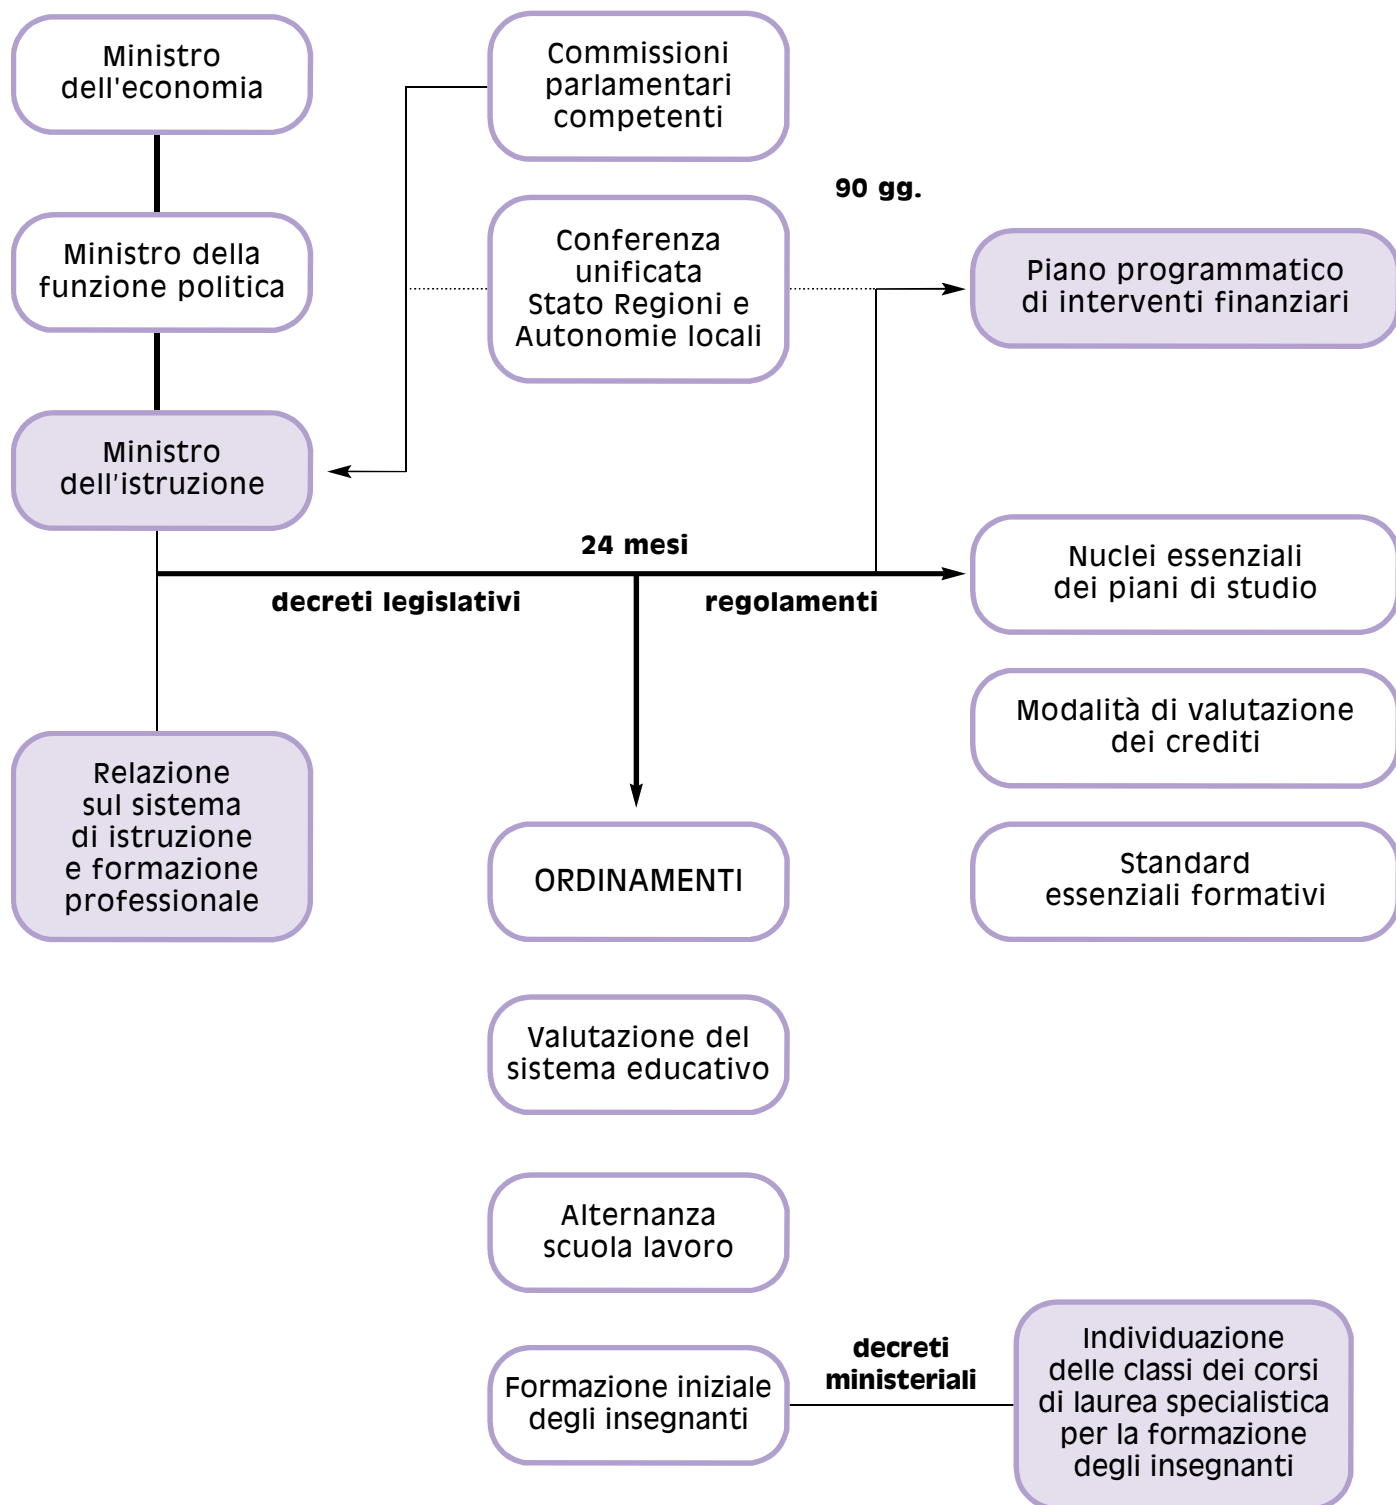 Ministro
dell'economia
Commissioni
parlamentari
competenti
90 gg.
Ministro della
funzione politica
Conferenza
unificata
Stato Regioni e
Autonomie locali
Piano programmatico
di interventi finanziari
Ministro
dell'istruzione
24 mesi
decreti legislativi
regolamenti
Nuclei essenziali
dei piani di studio
Modalità di valutazione
dei crediti
Relazione
sul sistema
di istruzione
e formazione
professionale
ORDINAMENTI
Standard
essenziali formativi
Valutazione del
sistema educativo
Alternanza
scuola lavoro
Formazione iniziale
degli insegnanti
decreti
ministeriali
Individuazione
delle classi dei corsi
di laurea specialistica
per la formazione
degli insegnanti